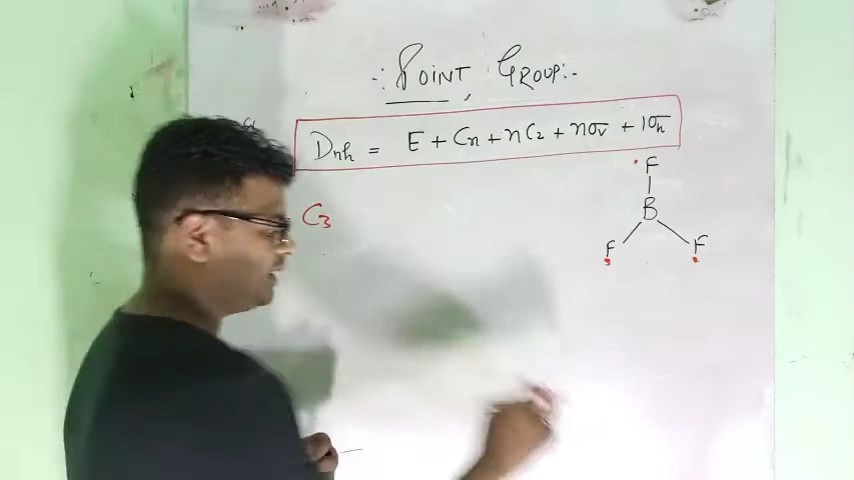 ∴ POINT GROUP:-
Dnh = E + Cn + nC2 + nσv + 1σh
C3
F
B
F F